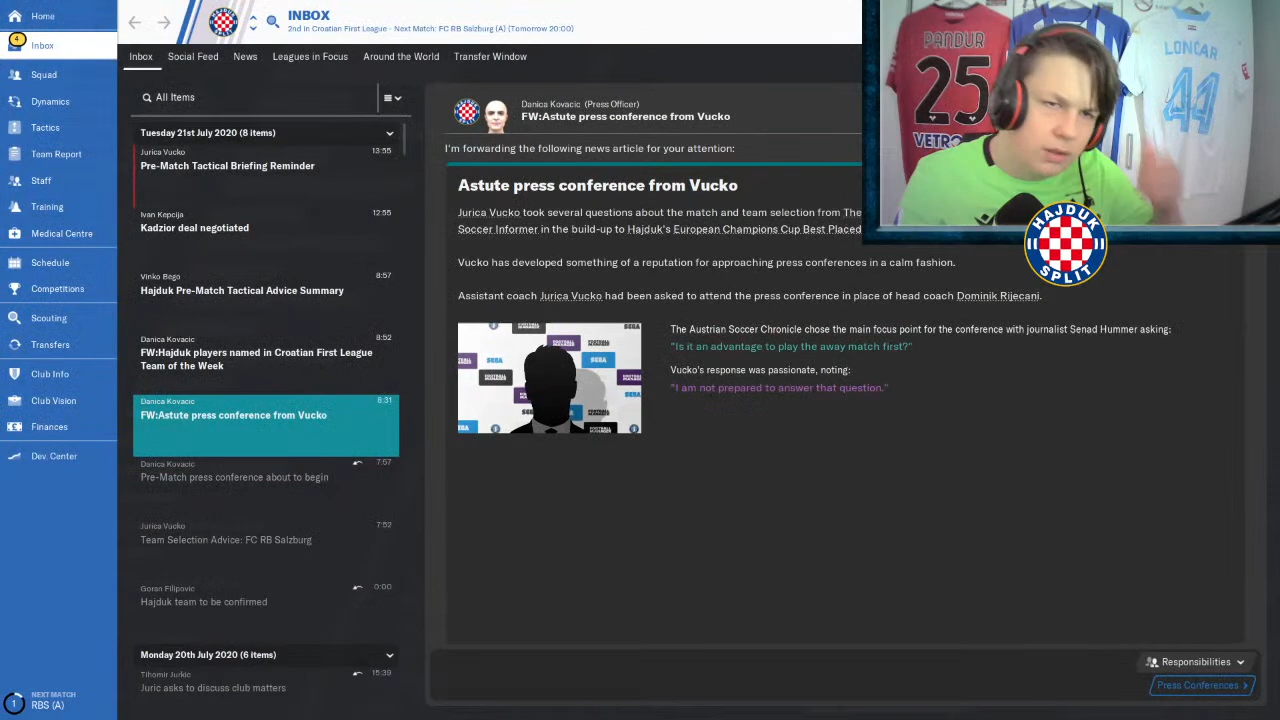 Home
4
Inbox
Squad
Dynamics
Tactics
Team Report
Staff
Training
Medical Centre
Schedule
Competitions
Scouting
Transfers
Club Info
Club Vision
Finances
Dev. Center
1
NEXT MATCH
RBS (A)
INBOX
2nd in Croatian First League - Next Match: FC RB Salzburg (A) (Tomorrow 20:00)
Inbox Social Feed News Leagues in Focus Around the World Transfer Window
All Items
Tuesday 21st July 2020 (8 items)
Jurica Vucko 13:55
Pre-Match Tactical Briefing Reminder
Ivan Kepcija 12:55
Kadzior deal negotiated
Vinko Bego 8:57
Hajduk Pre-Match Tactical Advice Summary
Danica Kovacic 8:52
FW:Hajduk players named in Croatian First League
Team of the Week
Danica Kovacic 8:31
FW:Astute press conference from Vucko
Danica Kovacic 7:57
Pre-Match press conference about to begin
Jurica Vucko 7:52
Team Selection Advice: FC RB Salzburg
Goran Filipovic 0:00
Hajduk team to be confirmed
Monday 20th July 2020 (6 items)
Tihomir Jurkic 15:39
Juric asks to discuss club matters
Danica Kovacic (Press Officer)
FW:Astute press conference from Vucko
I'm forwarding the following news article for your attention:
Astute press conference from Vucko
Jurica Vucko took several questions about the match and team selection from The
Soccer Informer in the build-up to Hajduk's European Champions Cup Best Placed
Vucko has developed something of a reputation for approaching press conferences in a calm fashion.
Assistant coach Jurica Vucko had been asked to attend the press conference in place of head coach Dominik Rijecani.
The Austrian Soccer Chronicle chose the main focus point for the conference with journalist Senad Hummer asking:
"Is it an advantage to play the away match first?"
Vucko's response was passionate, noting:
"I am not prepared to answer that question."
Responsibilities
Press Conferences
PANDUR
25
VETRO
LONCAR
44
HAJDUK
SPLIT